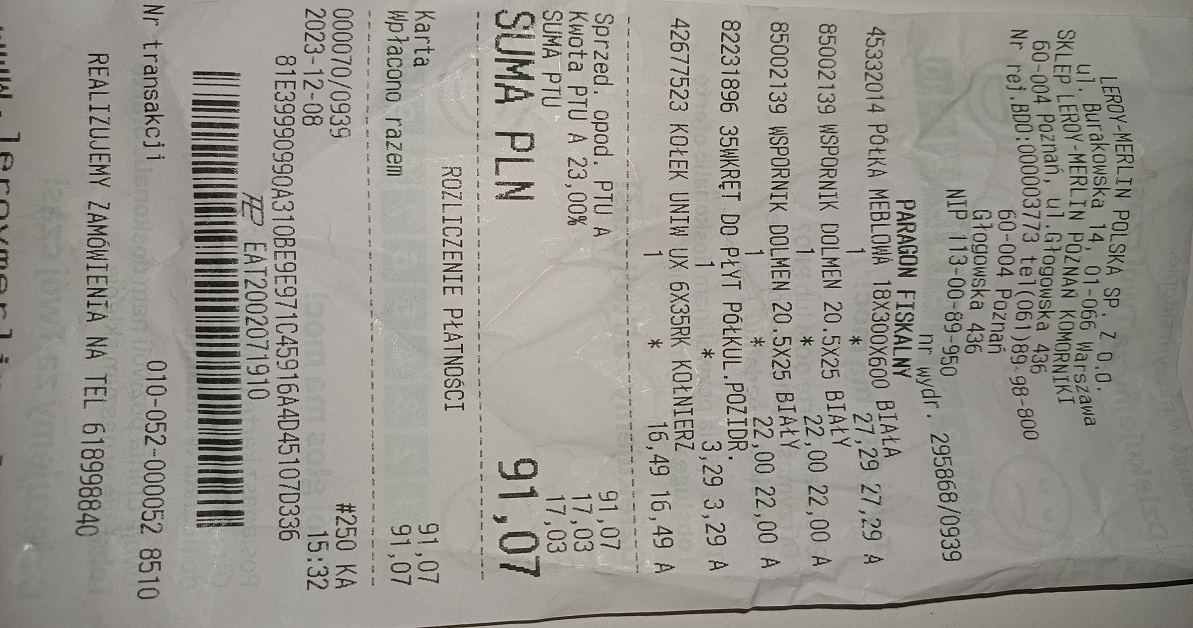 LEROY-MERLIN POLSKA SP. Z O.O.
ul. Burakowska 14, 01-066 Warszawa
SKLEP LEROY-MERLIN POZNAŃ KOMORNIKI
60-004 Poznań, ul.Głogowska 436
Nr rej.BDO:000003773 tel(061)89-98-800
60-004 Poznań
Głogowska 436
NIP 113-00-89-950
nr wydr. 295868/0939
PARAGON FISKALNY
45332014 PÓŁKA MEBLOWA 18X300X600 BIAŁA
1 * 27,29 27,29 A
85002139 WSPORNIK DOLMEN 20.5X25 BIAŁY
1 * 22,00 22,00 A
85002139 WSPORNIK DOLMEN 20.5X25 BIAŁY
1 * 22,00 22,00 A
82231896 35WKRĘT DO PŁYT PÓŁKUL.POZIDR.
1 * 3,29 3,29 A
42677523 KOŁEK UNIW UX 6X35RK KOŁNIERZ
1 * 16,49 16,49 A
Sprzed. opod. PTU A 91,07
Kwota PTU A 23,00% 17,03
SUMA PTU 17,03
SUMA PLN 91,07
ROZLICZENIE PŁATNOŚCI
Karta 91,07
Wpłacono razem 91,07
000070/0939 #250 KA
2023-12-08 15:32
81E39990990A310BE9E971C45916A4D45107D336
EAT2002071910
Nr transakcji 010-052-000052 8510
REALIZUJEMY ZAMÓWIENIA NA TEL 618998840